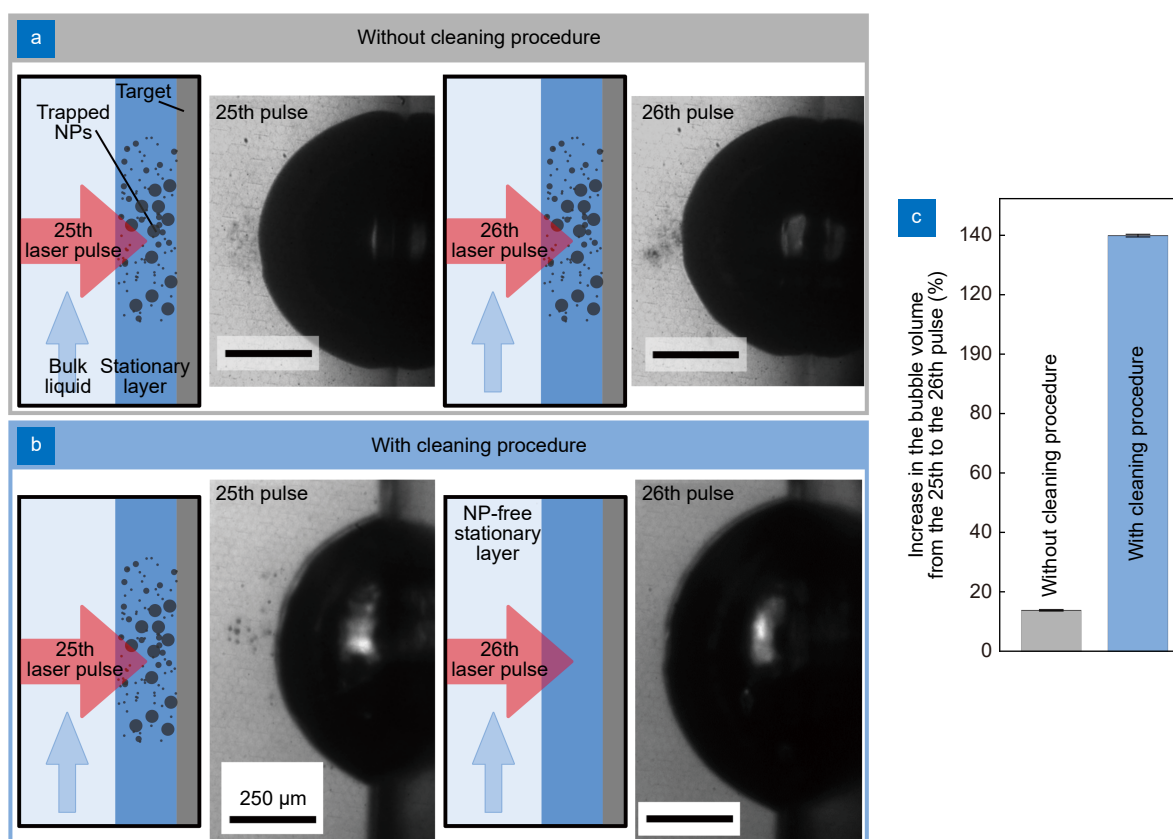 a
Without cleaning procedure
Target
Trapped
NPs
25th
laser pulse
Bulk
liquid
Stationary
layer
25th pulse
26th
laser pulse
26th pulse
b
With cleaning procedure
25th
laser pulse
25th pulse
250 µm
NP-free
stationary
layer
26th
laser pulse
26th pulse
c
Increase in the bubble volume
from the 25th to the 26th pulse (%)
140
120
140
80
60
40
20
0
Without cleaning procedure
With cleaning procedure